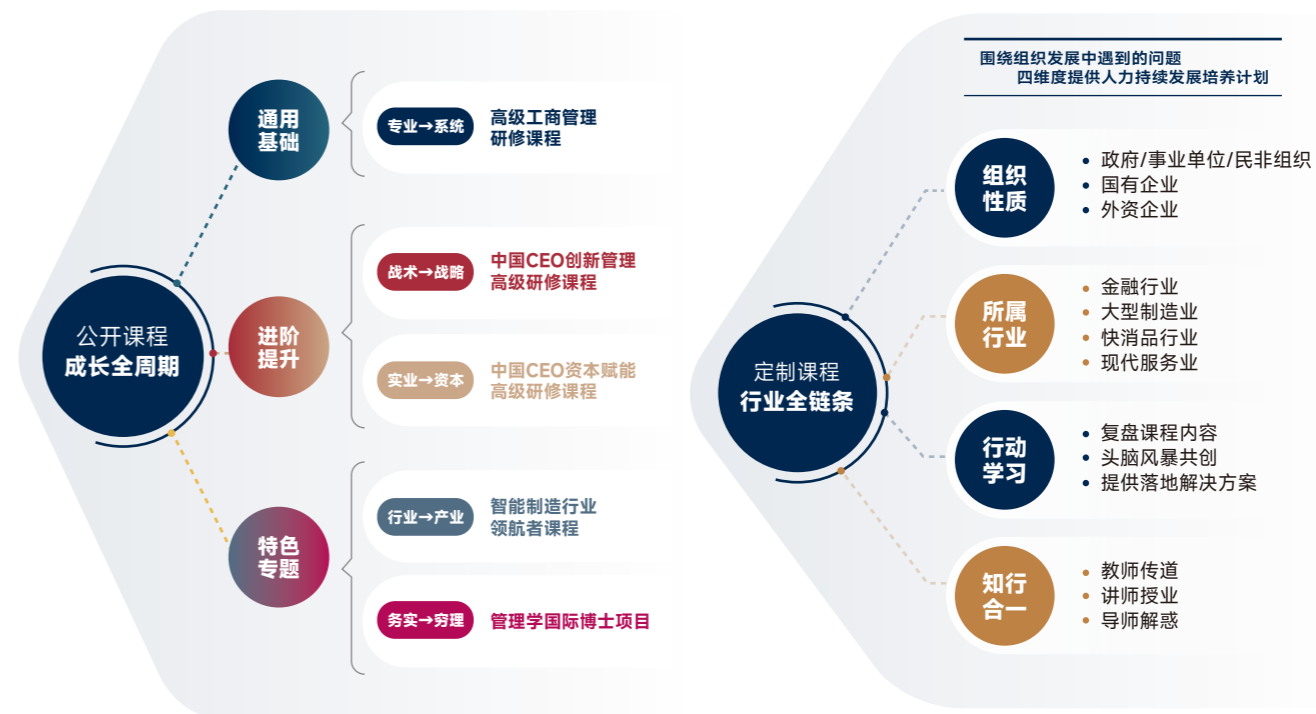 公开课程
成长全周期
通用
基础
专业→系统
高级工商管理
研修课程
进阶
提升
战术→战略
中国CEO创新管理
高级研修课程
实业→资本
中国CEO资本赋能
高级研修课程
特色
专题
行业→产业
智能制造行业
领航者课程
务实→穷理
管理学国际博士项目
围绕组织发展中遇到的问题
四维度提供人力持续发展培养计划
定制课程
行业全链条
组织
性质
• 政府/事业单位/民非组织
• 国有企业
• 外资企业
所属
行业
• 金融行业
• 大型制造业
• 快消品行业
• 现代服务业
行动
学习
• 复盘课程内容
• 头脑风暴共创
• 提供落地解决方案
知行
合一
• 教师传道
• 讲师授业
• 导师解惑